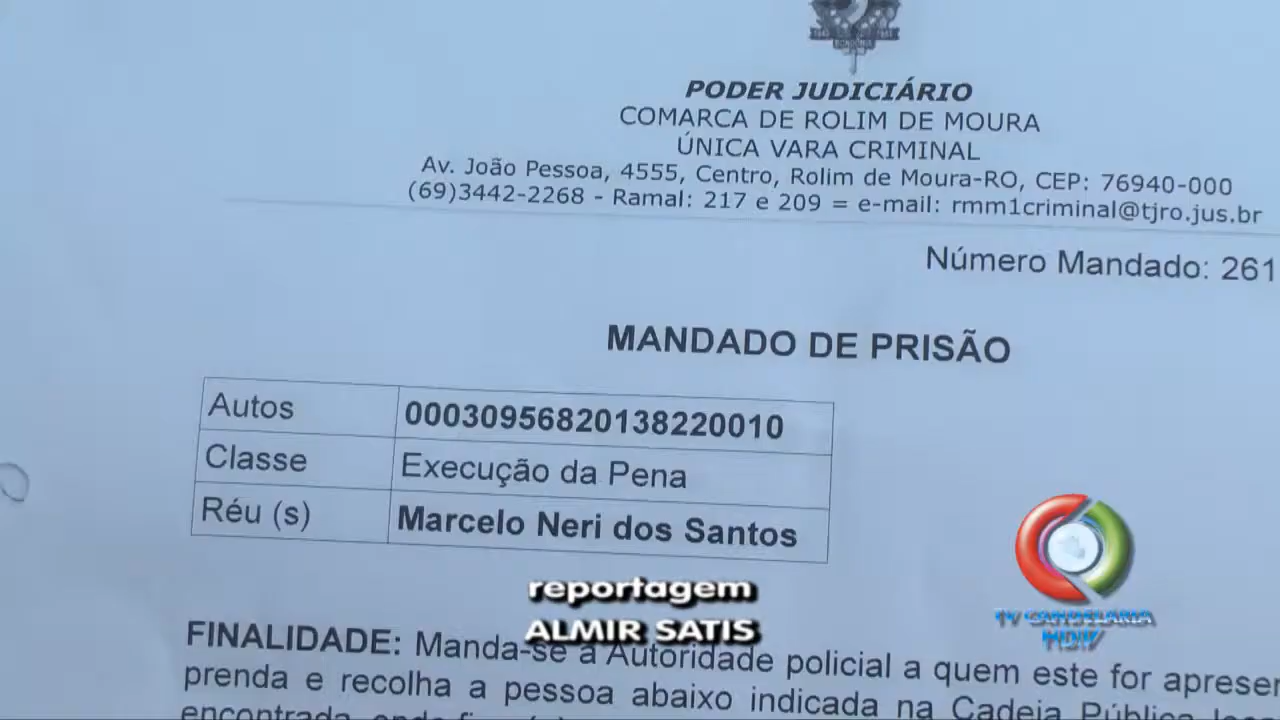 PODER JUDICIÁRIO
COMARCA DE ROLIM DE MOURA
ÚNICA VARA CRIMINAL
Av. João Pessoa, 4555, Centro, Rolim de Moura-RO, CEP: 76940-000
(69)3442-2268 - Ramal: 217 e 209 = e-mail: rmm1criminal@tjro.jus.br
Número Mandado: 261
MANDADO DE PRISÃO
Autos 00030956820138220010
Classe Execução da Pena
Réu (s) Marcelo Neri dos Santos
reportagem
ALMIR SATIS
TV CANDELÁRIA
FINALIDADE: Manda-se a Autoridade policial a quem este for apresen
prenda e recolha a pessoa abaixo indicada na Cadeia Pública